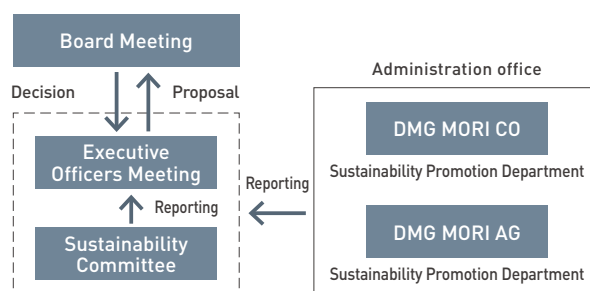 Board Meeting
Decision
Proposal
Executive
Officers Meeting
Reporting
Sustainability
Committee
Reporting
Administration office
DMG MORI CO
Sustainability Promotion Department
DMG MORI AG
Sustainability Promotion Department